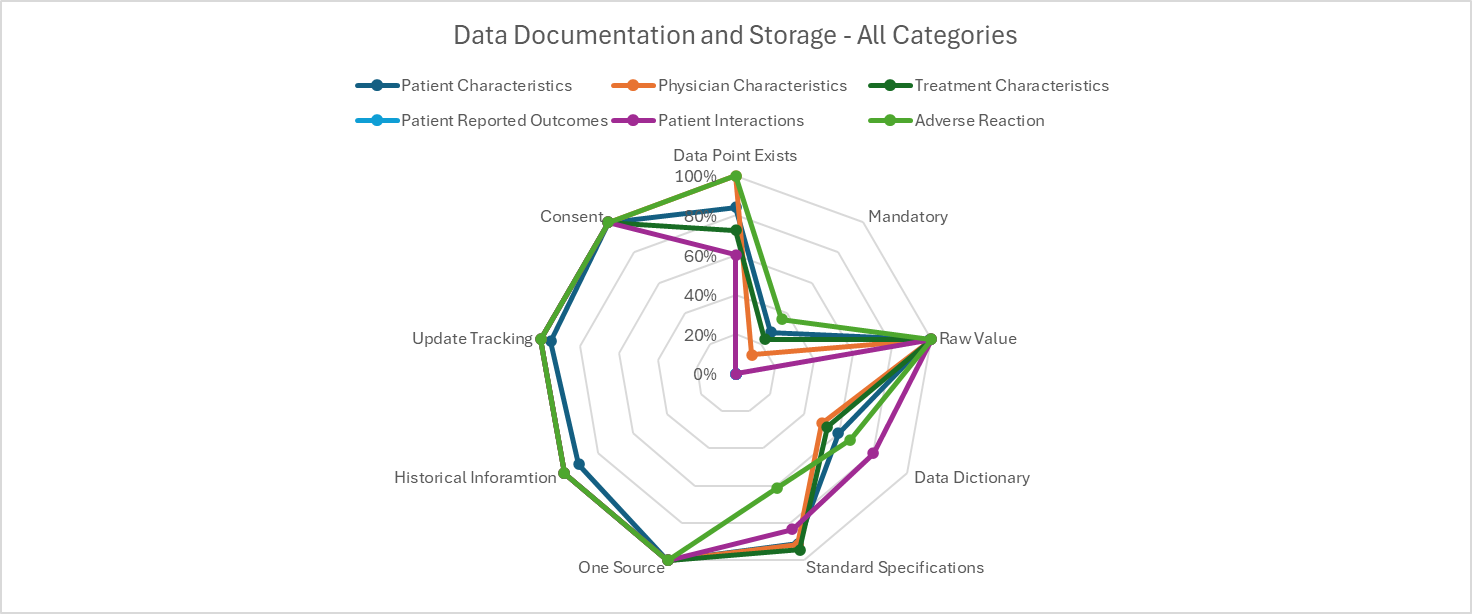 Data Documentation and Storage - All Categories
Patient Characteristics Physician Characteristics Treatment Characteristics
Patient Reported Outcomes Patient Interactions Adverse Reaction
Data Point Exists
100%
Consent 80% Mandatory
60%
40%
Update Tracking 20% Raw Value
0%
Historical Inforamtion Data Dictionary
One Source Standard Specifications